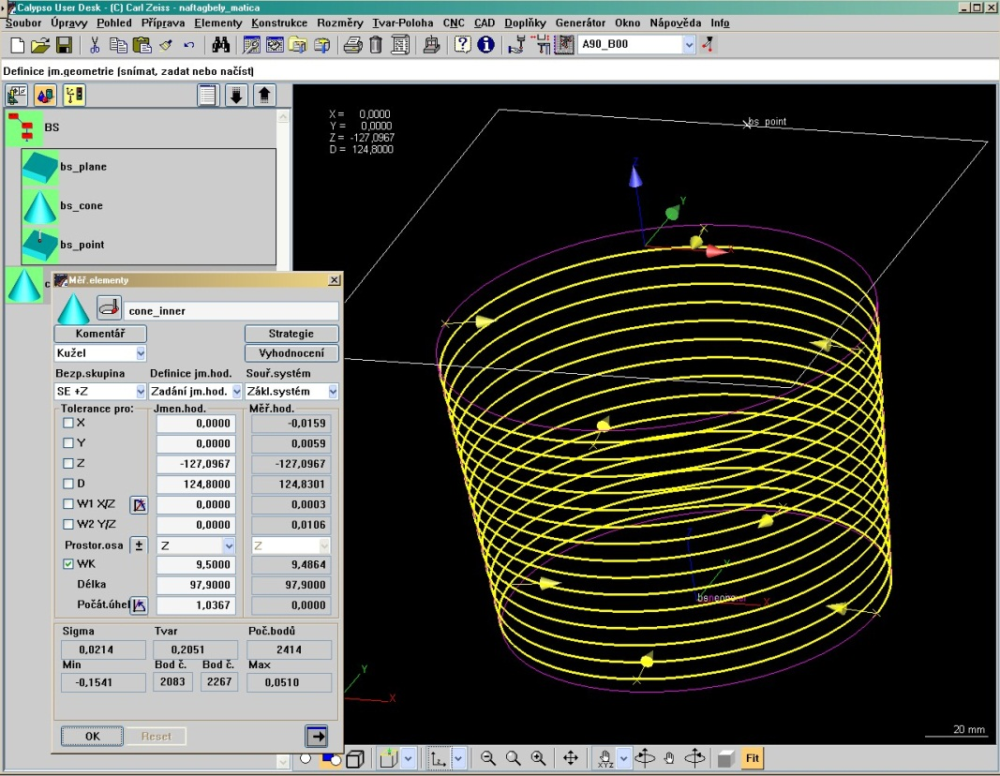 Calypso User Desk - (C) Carl Zeiss - naftagbely_matica
Soubor Úpravy Pohled Příprava Elementy Konstrukce Rozměry Tvar-Poloha CNC CAD Doplňky Generátor Okno Nápověda Info
A90_B00
Definice jm.geometrie (snímat, zadat nebo načíst)
BS
bs_plane
bs_cone
bs_point
c
X = 0,0000
Y = 0,0000
Z = -127,0967
D = 124,8000
bs_point
Z
Y
Měř.elementy
cone_inner
Komentář Strategie
Kužel Vyhodnocení
Bezp.skupina Definice jm.hod. Souř.systém
SE +Z Zadání jm.hod. Zákl.systém
Tolerance pro: Jmen.hod. Měř.hod.
X 0,0000 -0,0159
Y 0,0000 0,0059
Z -127,0967 -127,0967
D 124,8000 124,8301
W1 X/Z 0,0000 0,0003
W2 Y/Z 0,0000 0,0106
Prostor.osa ± Z Z
WK 9,5000 9,4864
Délka 97,9000 97,9000
Počát.úhel 1,0367 0,0000
Sigma Tvar Poč.bodů
0,0214 0,2051 2414
Min Bod č. Bod č. Max
-0,1541 2083 2267 0,0510
OK Reset
Z
Y
X
Y
X
20 mm
XYZ
Fit